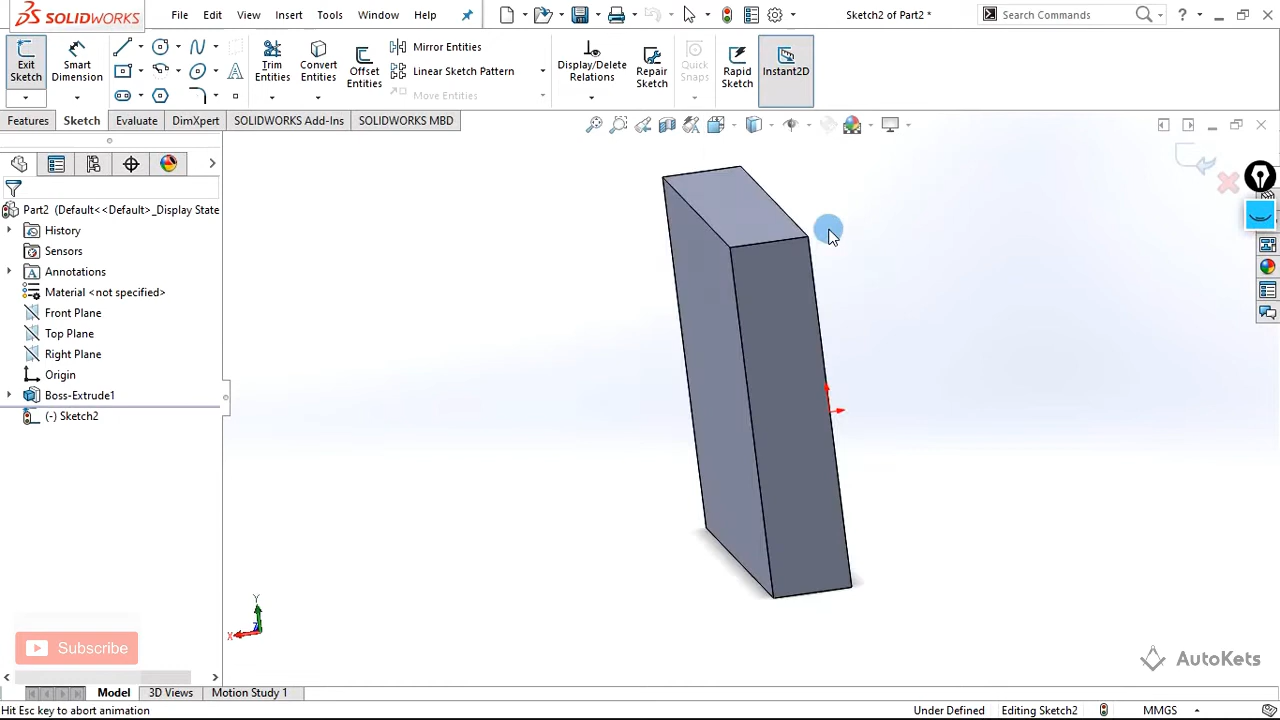 SOLIDWORKS File Edit View Insert Tools Window Help Sketch2 of Part2 * Search Commands ?
Exit Sketch
Smart Dimension
Trim Entities
Convert Entities
Offset Entities
Mirror Entities
Linear Sketch Pattern
Move Entities
Display/Delete Relations
Repair Sketch
Quick Snaps
Rapid Sketch
Instant2D
Features Sketch Evaluate DimXpert SOLIDWORKS Add-Ins SOLIDWORKS MBD
Part2 (Default<<Default>_Display State
History
Sensors
Annotations
Material <not specified>
Front Plane
Top Plane
Right Plane
Origin
Boss-Extrude1
(-) Sketch2
Y
X
Z
Subscribe
AutoKets
Model 3D Views Motion Study 1
Hit Esc key to abort animation Under Defined Editing Sketch2 MMGS